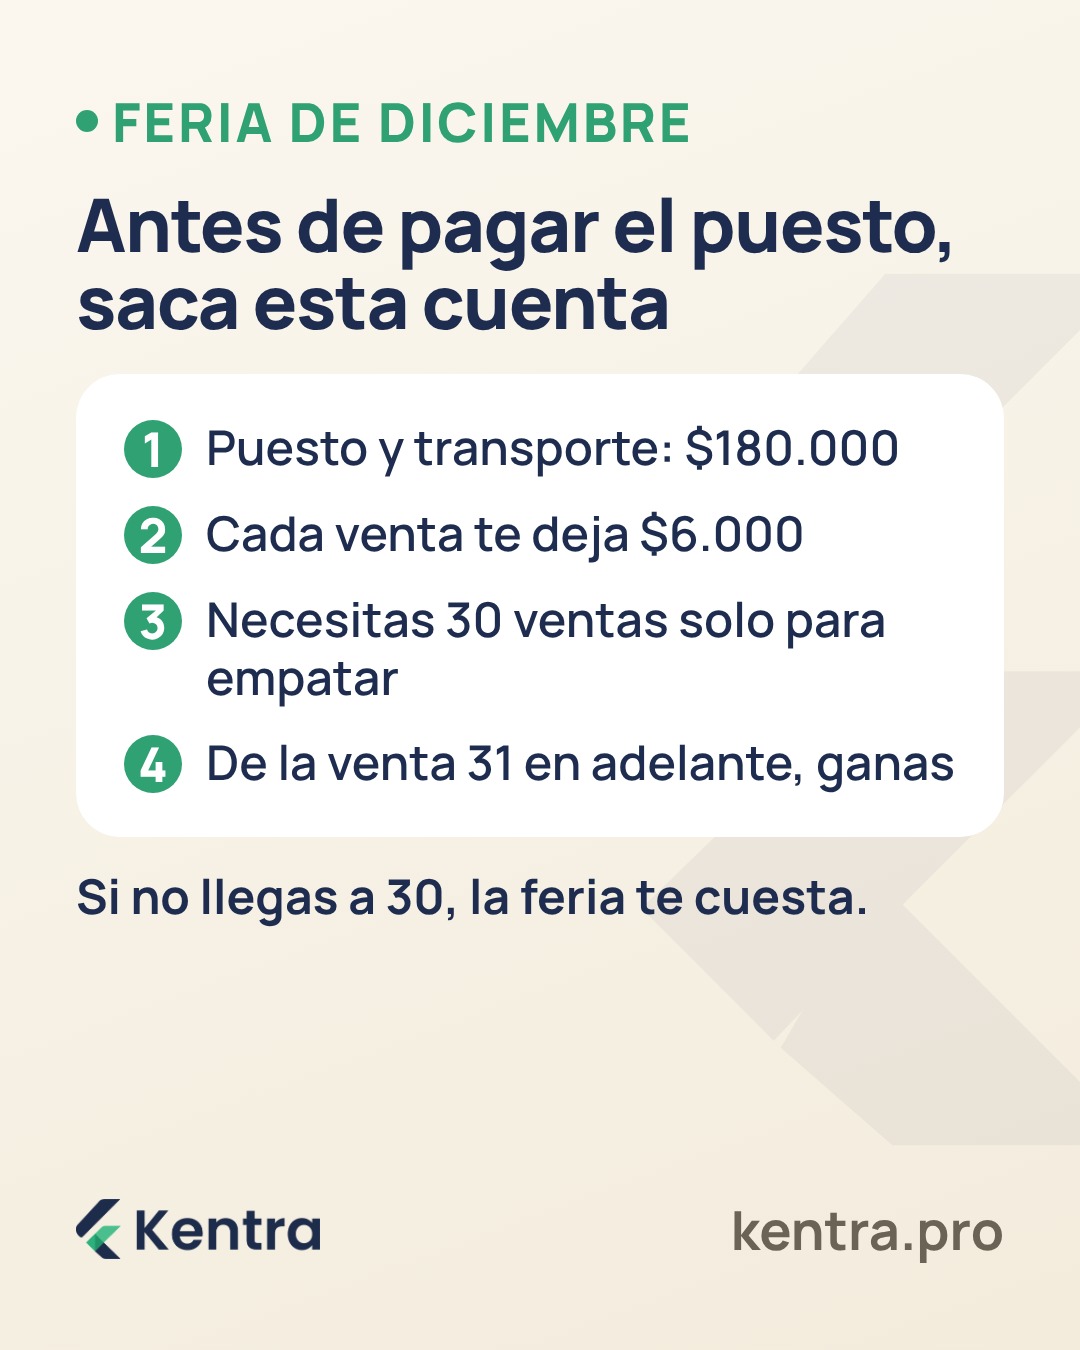 FERIA DE DICIEMBRE
Antes de pagar el puesto,
saca esta cuenta
1 Puesto y transporte: $180.000
2 Cada venta te deja $6.000
3 Necesitas 30 ventas solo para
empatar
4 De la venta 31 en adelante, ganas
Si no llegas a 30, la feria te cuesta.
Kentra
kentra.pro